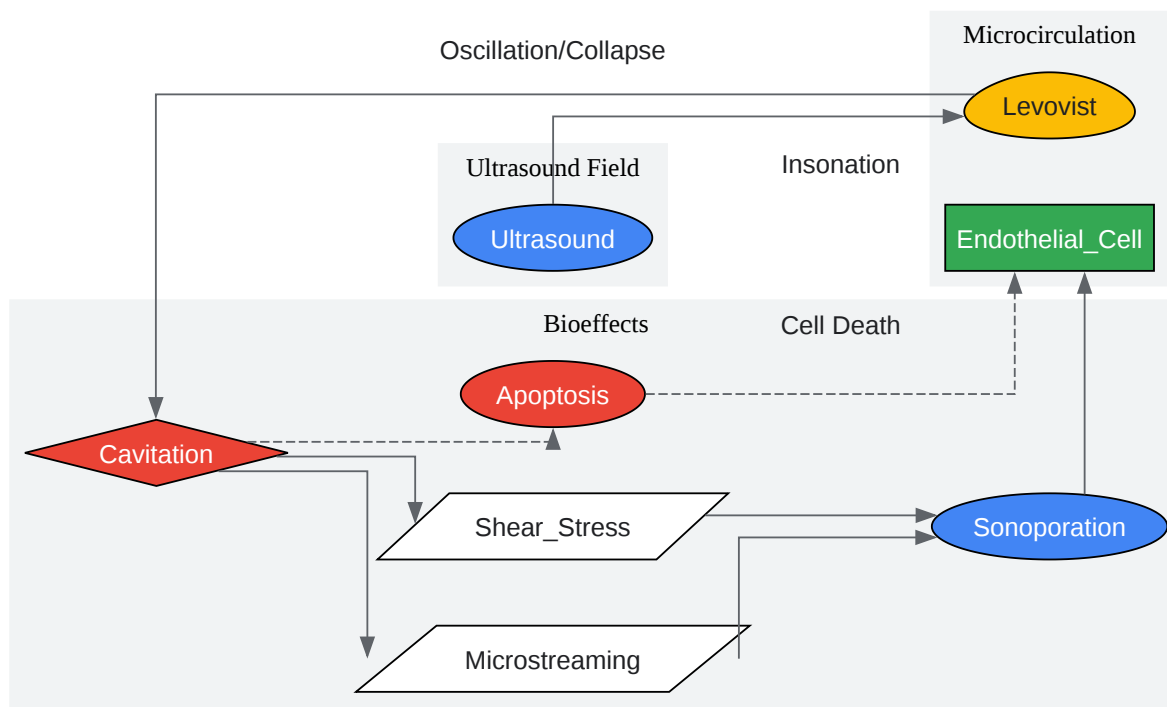 Microcirculation
Oscillation/Collapse
Levovist
Ultrasound Field
Insonation
Ultrasound
Endothelial_Cell
Bioeffects
Cell Death
Apoptosis
Cavitation
Shear_Stress
Sonoporation
Microstreaming